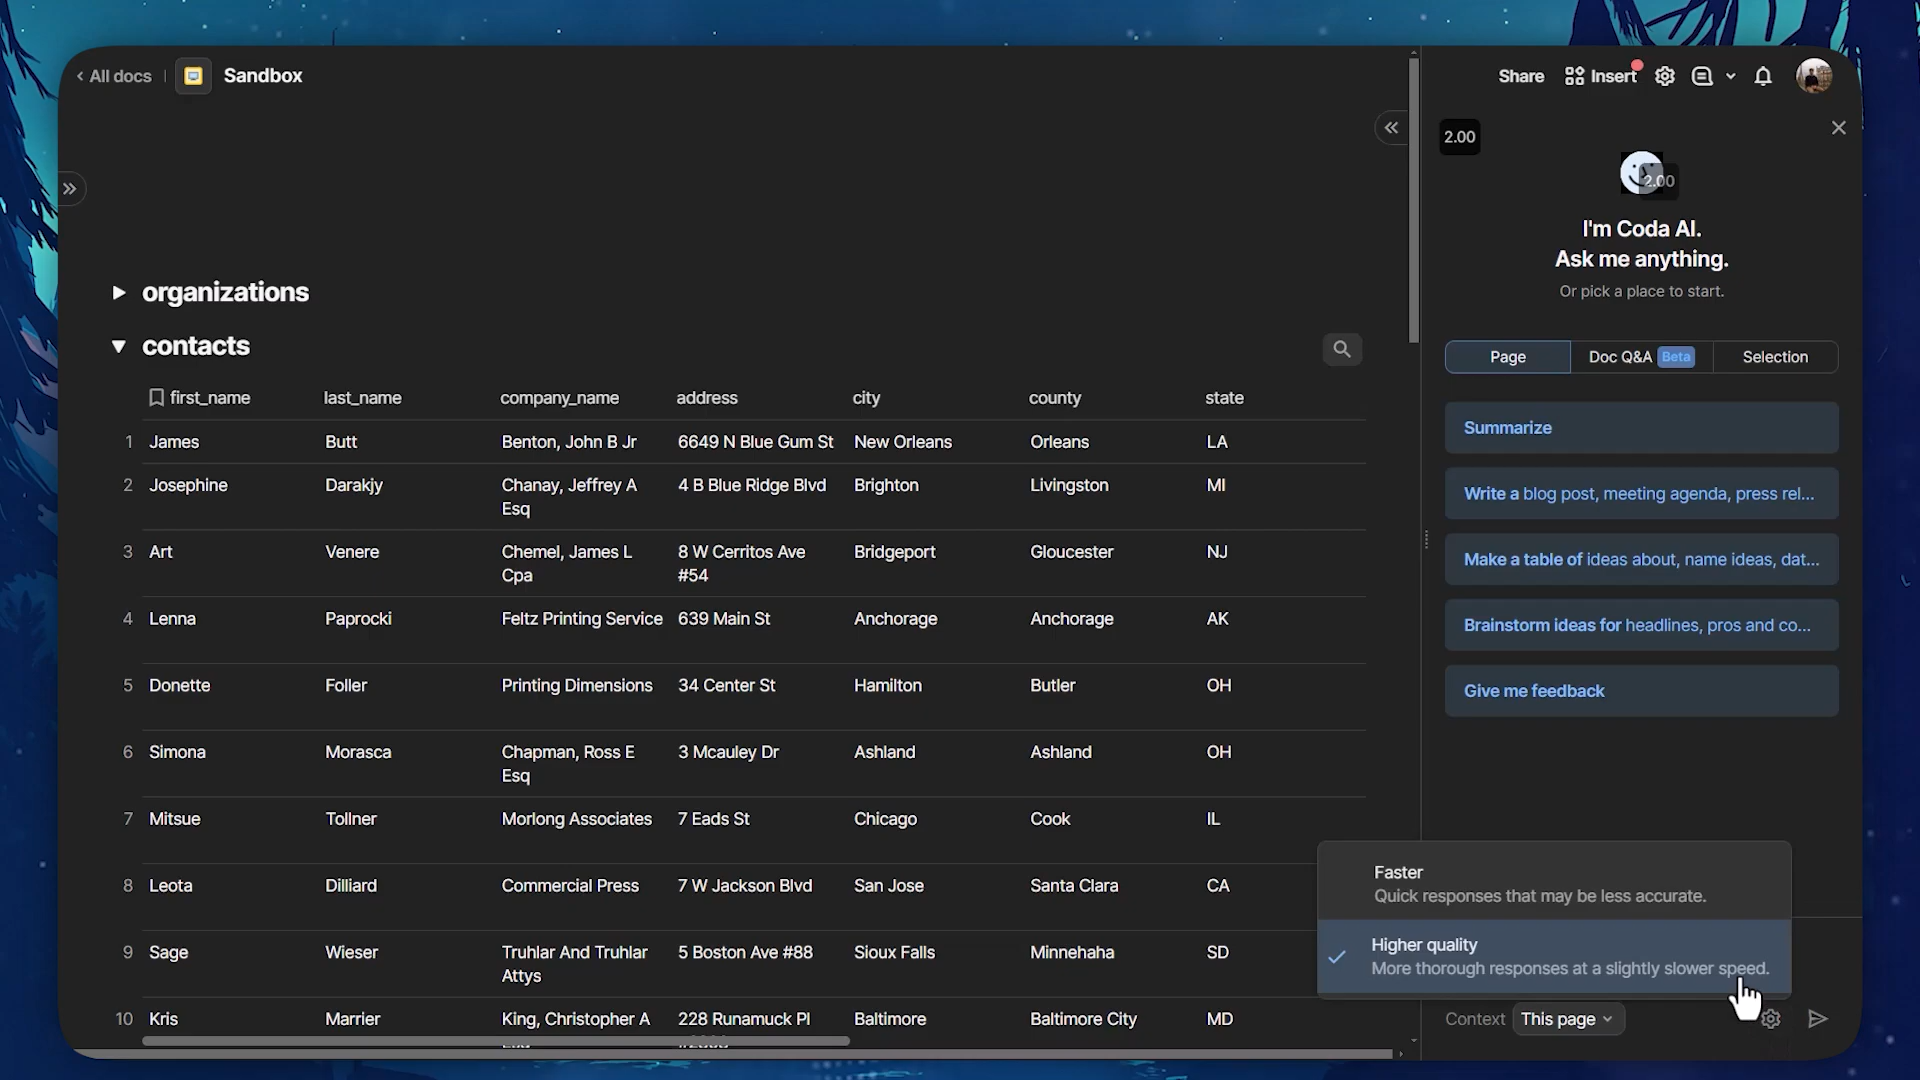 All docs
Sandbox
Share
Insert
2.00
2.00
I'm Coda AI.
Ask me anything.
Or pick a place to start.
Page
Doc Q&A Beta
Selection
Summarize
Write a blog post, meeting agenda, press rel...
Make a table of ideas about, name ideas, dat...
Brainstorm ideas for headlines, pros and co...
Give me feedback
organizations
contacts
first_name last_name company_name address city county state
1 James Butt Benton, John B Jr 6649 N Blue Gum St New Orleans Orleans LA
2 Josephine Darakjy Chanay, Jeffrey A 4 B Blue Ridge Blvd Brighton Livingston MI
Esq
3 Art Venere Chemel, James L 8 W Cerritos Ave Bridgeport Gloucester NJ
Cpa #54
4 Lenna Paprocki Feltz Printing Service 639 Main St Anchorage Anchorage AK
5 Donette Foller Printing Dimensions 34 Center St Hamilton Butler OH
6 Simona Morasca Chapman, Ross E 3 Mcauley Dr Ashland Ashland OH
Esq
7 Mitsue Tollner Morlong Associates 7 Eads St Chicago Cook IL
8 Leota Dilliard Commercial Press 7 W Jackson Blvd San Jose Santa Clara CA
9 Sage Wieser Truhlar And Truhlar 5 Boston Ave #88 Sioux Falls Minnehaha SD
Attys
10 Kris Marrier King, Christopher A 228 Runamuck Pl Baltimore Baltimore City MD
Faster
Quick responses that may be less accurate.
Higher quality
More thorough responses at a slightly slower speed.
Context This page